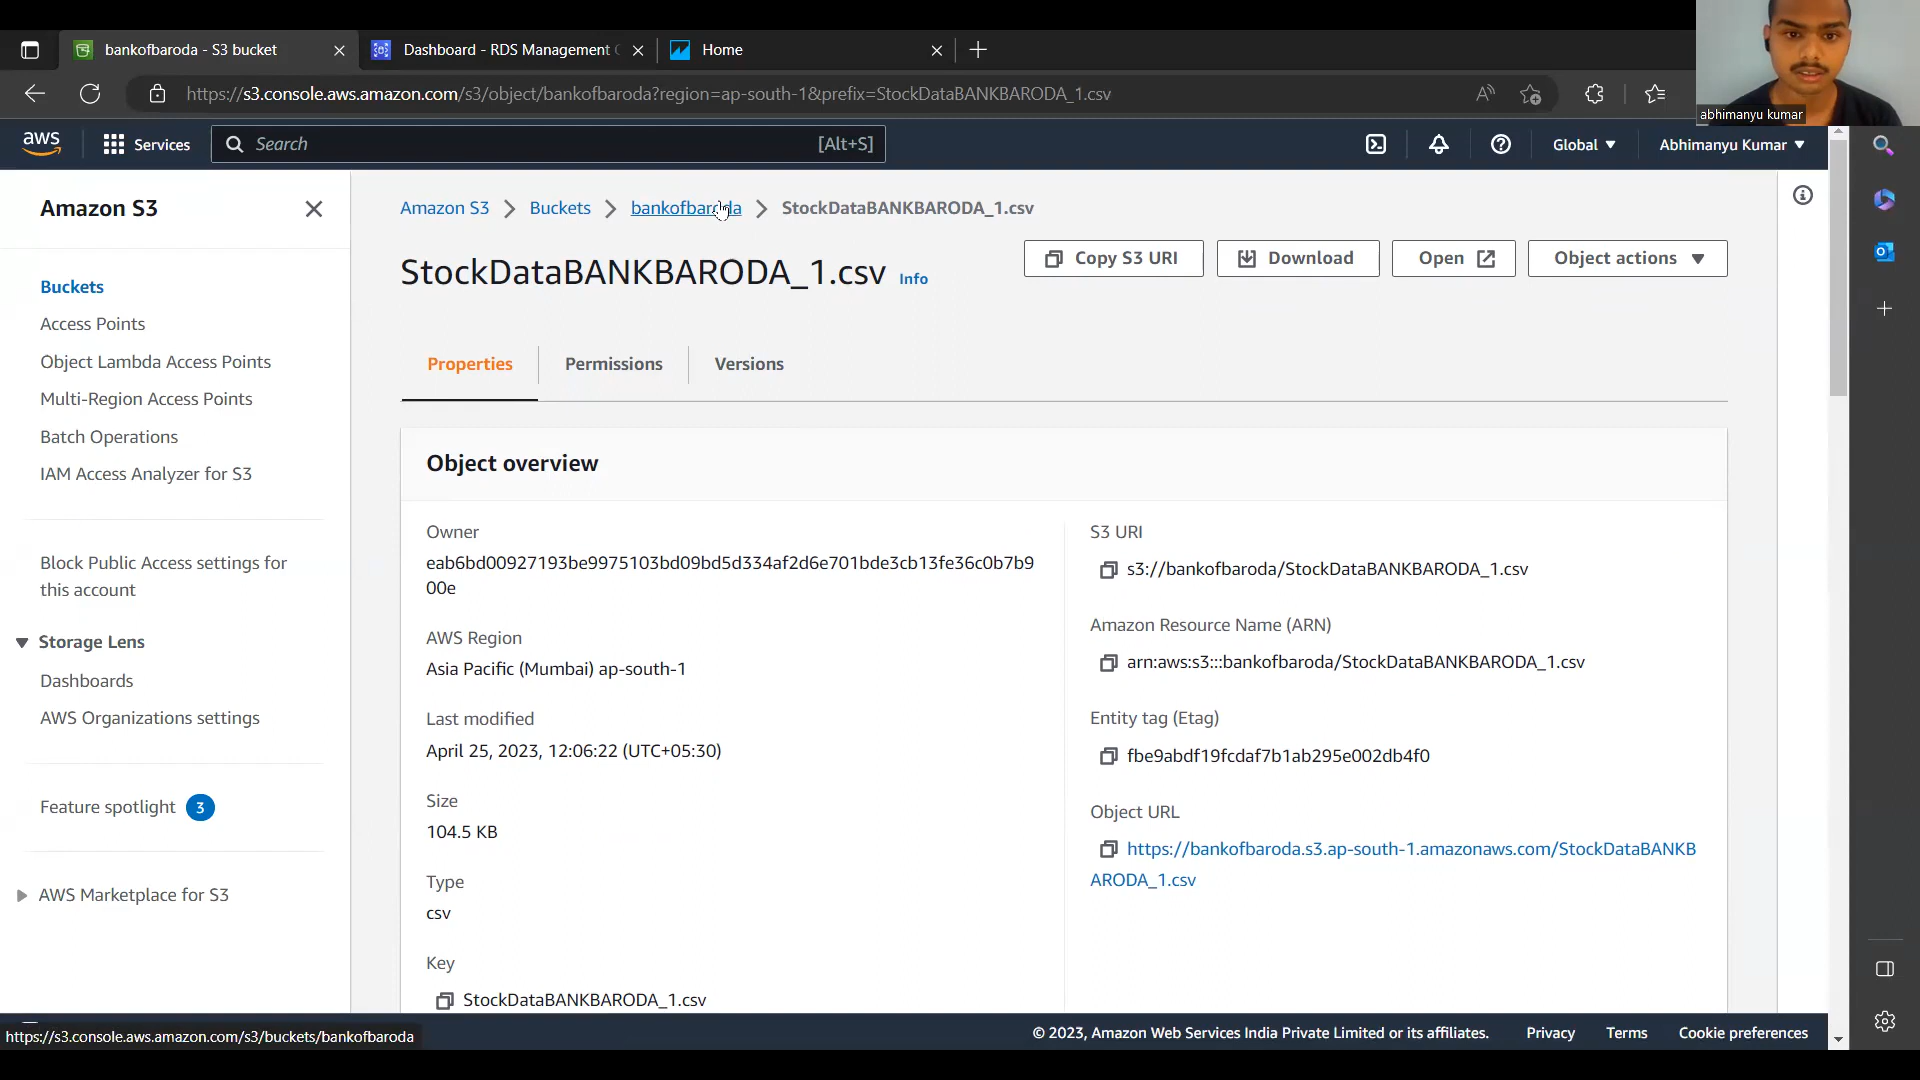 bankofbaroda - S3 bucket
Dashboard - RDS Management C
Home
https://s3.console.aws.amazon.com/s3/object/bankofbaroda?region=ap-south-1&prefix=StockDataBANKBARODA_1.csv
abhimanyu kumar
aws
Services
Search
[Alt+S]
Global
Abhimanyu Kumar
Amazon S3
Buckets
Access Points
Object Lambda Access Points
Multi-Region Access Points
Batch Operations
IAM Access Analyzer for S3
Block Public Access settings for
this account
Storage Lens
Dashboards
AWS Organizations settings
Feature spotlight 3
AWS Marketplace for S3
Amazon S3 > Buckets > bankofbaroda > StockDataBANKBARODA_1.csv
StockDataBANKBARODA_1.csv Info
Copy S3 URI
Download
Open
Object actions
Properties
Permissions
Versions
Object overview
Owner
eab6bd00927193be9975103bd09bd5d334af2d6e701bde3cb13fe36c0b7b9
00e
AWS Region
Asia Pacific (Mumbai) ap-south-1
Last modified
April 25, 2023, 12:06:22 (UTC+05:30)
Size
104.5 KB
Type
csv
Key
StockDataBANKBARODA_1.csv
S3 URI
s3://bankofbaroda/StockDataBANKBARODA_1.csv
Amazon Resource Name (ARN)
arn:aws:s3:::bankofbaroda/StockDataBANKBARODA_1.csv
Entity tag (Etag)
fbe9abdf19fcdaf7b1ab295e002db4f0
Object URL
https://bankofbaroda.s3.ap-south-1.amazonaws.com/StockDataBANKB
ARODA_1.csv
https://s3.console.aws.amazon.com/s3/buckets/bankofbaroda
© 2023, Amazon Web Services India Private Limited or its affiliates.
Privacy
Terms
Cookie preferences